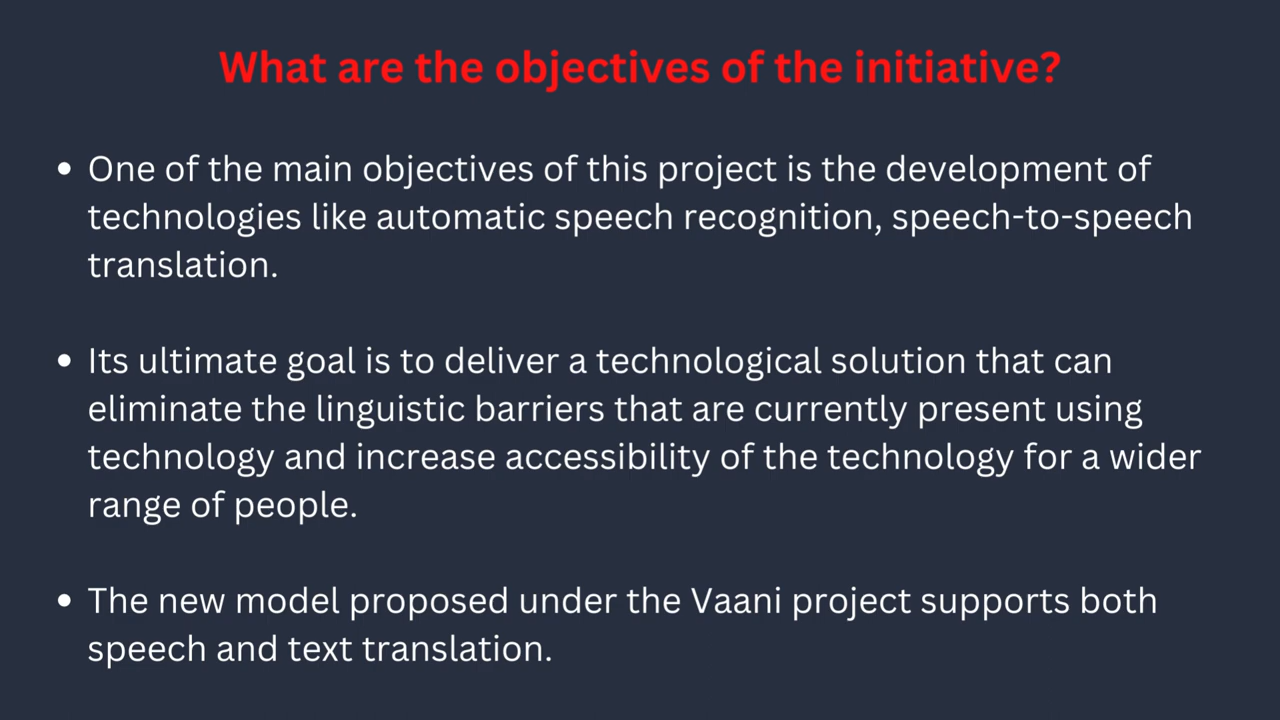 What are the objectives of the initiative?
• One of the main objectives of this project is the development of
technologies like automatic speech recognition, speech-to-speech
translation.
• Its ultimate goal is to deliver a technological solution that can
eliminate the linguistic barriers that are currently present using
technology and increase accessibility of the technology for a wider
range of people.
• The new model proposed under the Vaani project supports both
speech and text translation.